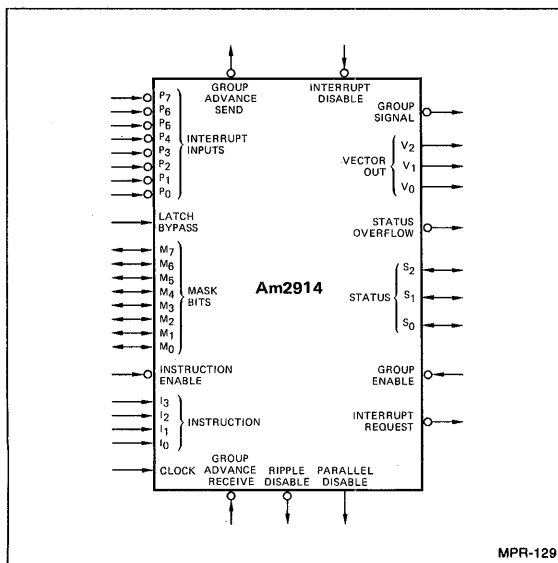 GROUP ADVANCE SEND
INTERRUPT DISABLE
P7
P6
P5
P4
P3
P2
P1
P0
INTERRUPT INPUTS
GROUP SIGNAL
V2
V1
V0
VECTOR OUT
LATCH BYPASS
STATUS OVERFLOW
M7
M6
M5
M4
M3
M2
M1
M0
MASK BITS
Am2914
STATUS
S2
S1
S0
INSTRUCTION ENABLE
GROUP ENABLE
I3
I2
I1
I0
INSTRUCTION
INTERRUPT REQUEST
CLOCK
GROUP ADVANCE RECEIVE
RIPPLE DISABLE
PARALLEL DISABLE
MPR-129